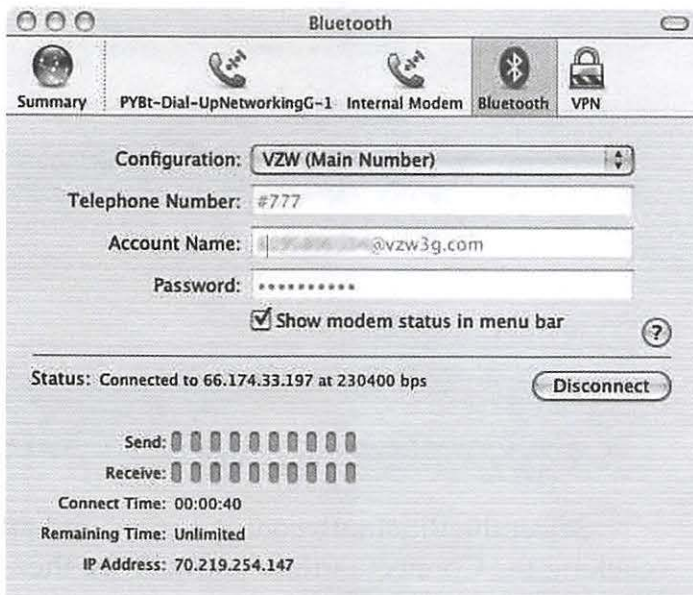 Bluetooth
Summary PYBt-Dial-UpNetworkingG-1 Internal Modem Bluetooth VPN
Configuration: VZW (Main Number)
Telephone Number: #777
Account Name: @vzw3g.com
Password: ••••••••••
Show modem status in menu bar
?
Status: Connected to 66.174.33.197 at 230400 bps Disconnect
Send:
Receive:
Connect Time: 00:00:40
Remaining Time: Unlimited
IP Address: 70.219.254.147